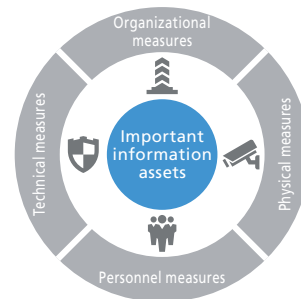 Organizational
measures
Technical measures
Important
information
assets
Physical measures
Personnel measures